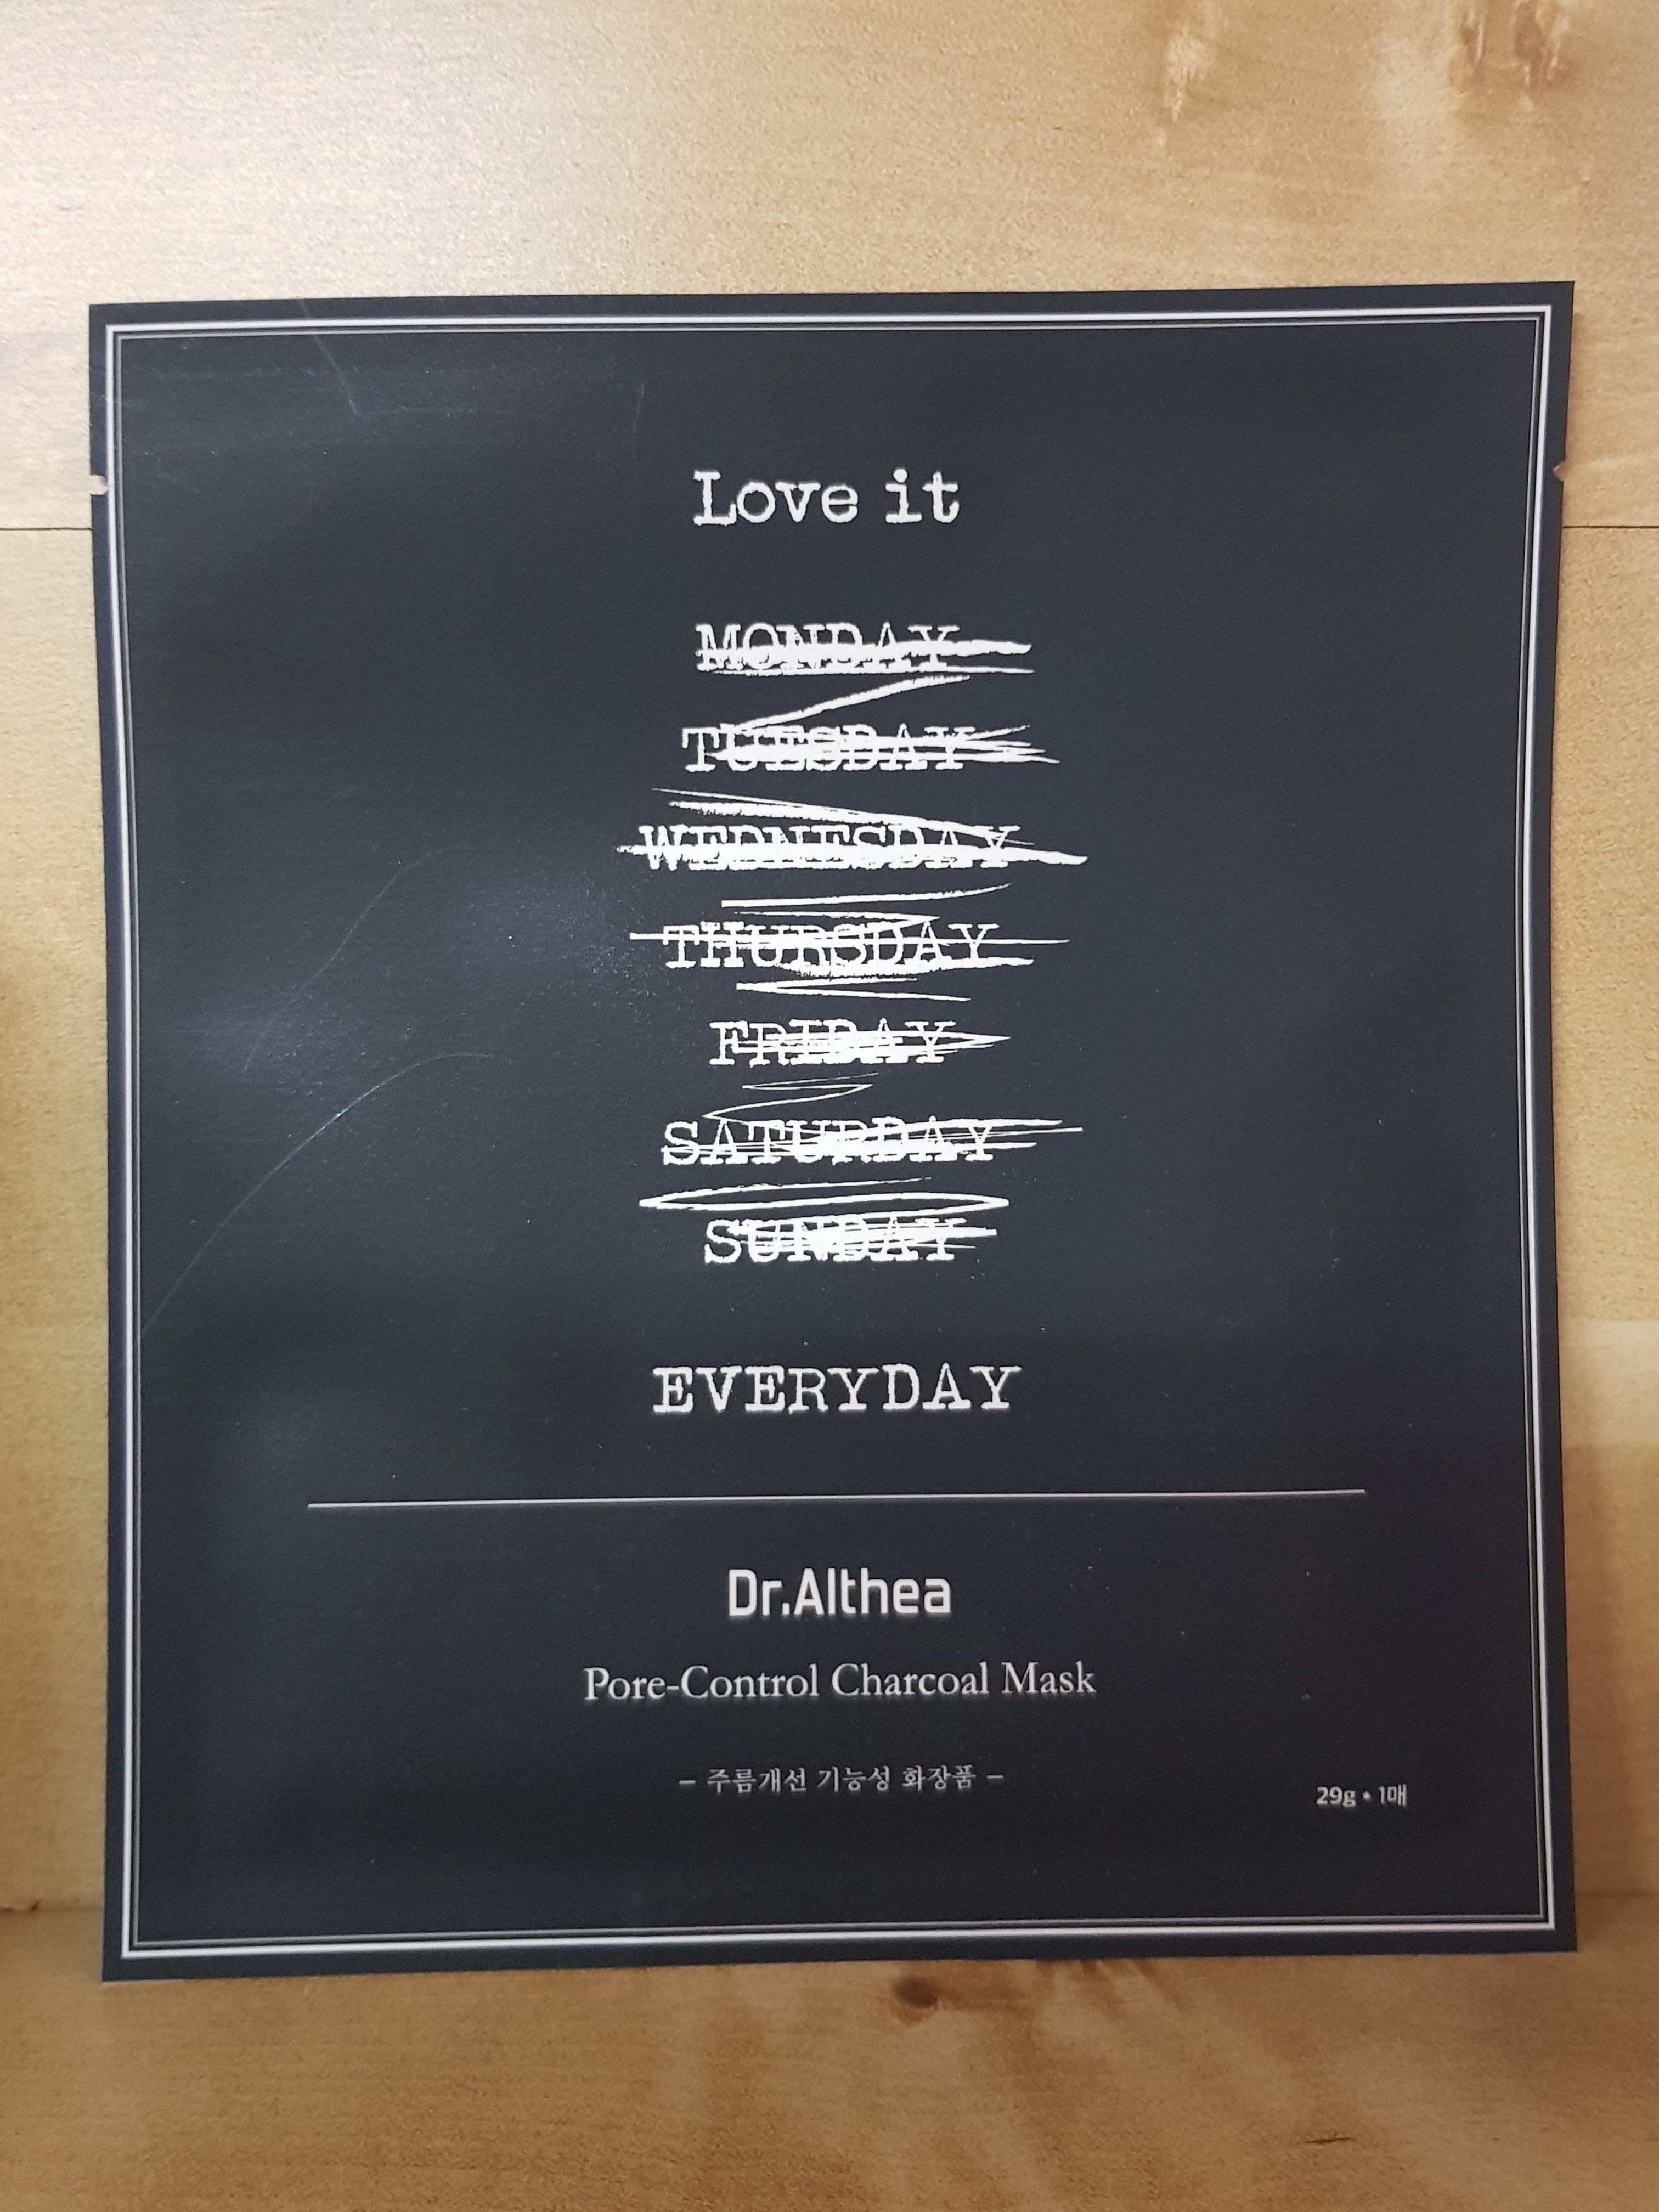 Love it
MONDAY
TUESDAY
WEDNESDAY
THURSDAY
FRIDAY
SATURDAY
SUNDAY
EVERYDAY
Dr.Althea
Pore-Control Charcoal Mask
– 주름개선 기능성 화장품 –
29g • 1매